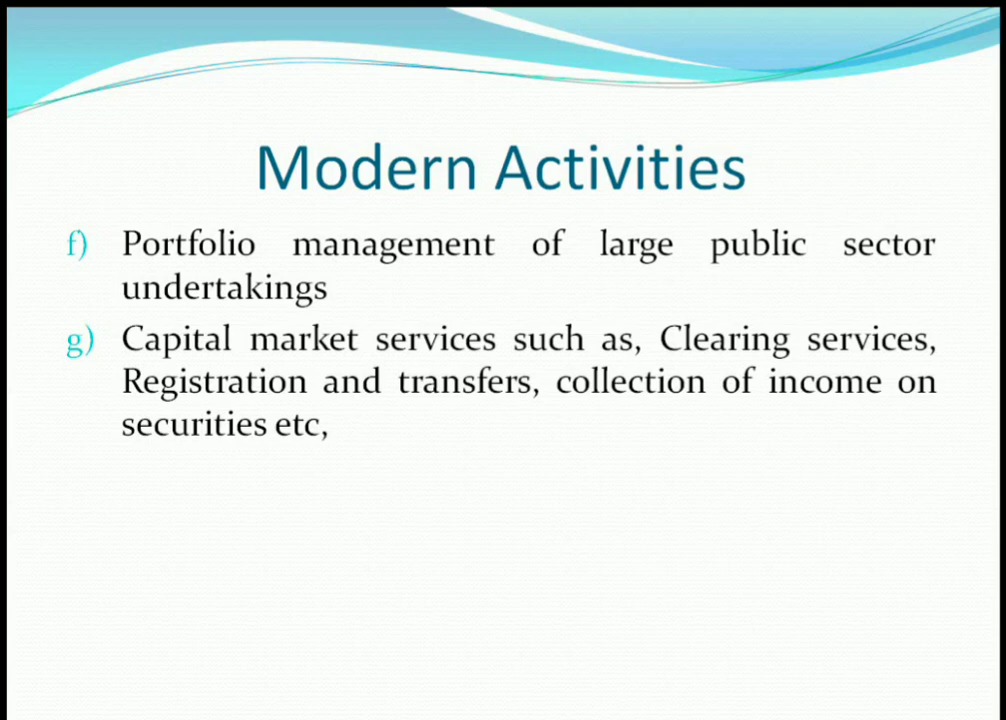 Modern Activities
f) Portfolio management of large public sector
undertakings
g) Capital market services such as, Clearing services,
Registration and transfers, collection of income on
securities etc,